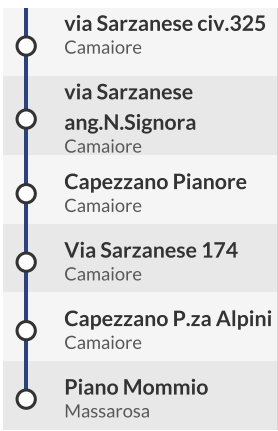 via Sarzanese civ.325
Camaiore
via Sarzanese
ang.N.Signora
Camaiore
Capezzano Pianore
Camaiore
Via Sarzanese 174
Camaiore
Capezzano P.za Alpini
Camaiore
Piano Mommio
Massarosa